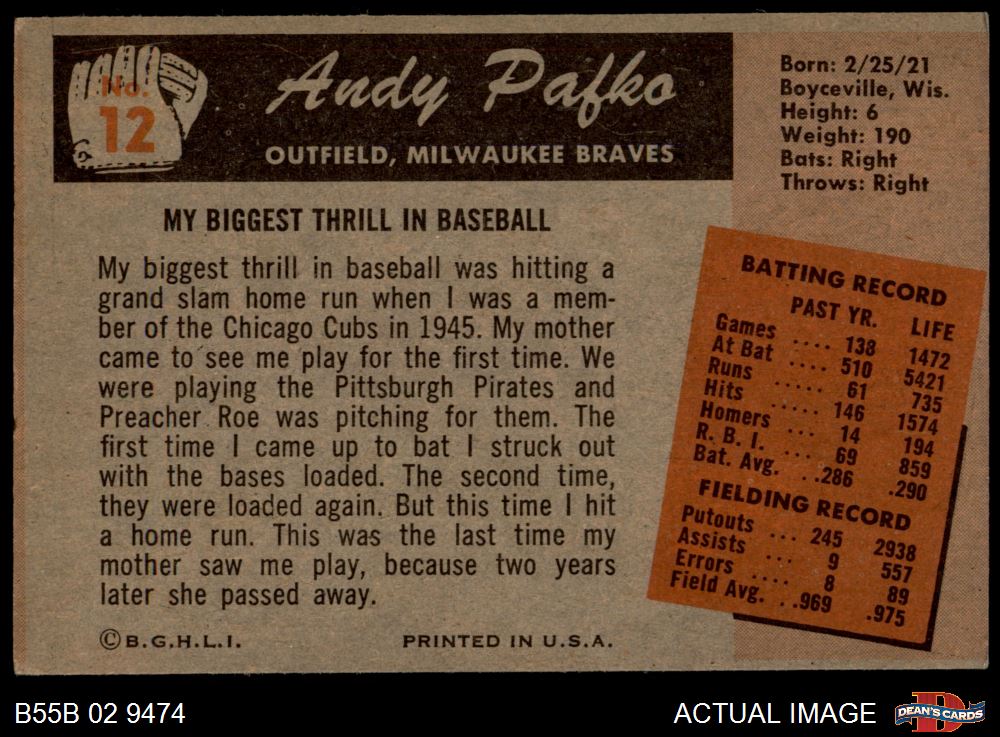 No.
12
Andy Pafko
OUTFIELD, MILWAUKEE BRAVES
Born: 2/25/21
Boyceville, Wis.
Height: 6
Weight: 190
Bats: Right
Throws: Right
MY BIGGEST THRILL IN BASEBALL
My biggest thrill in baseball was hitting a
grand slam home run when I was a mem-
ber of the Chicago Cubs in 1945. My mother
came to see me play for the first time. We
were playing the Pittsburgh Pirates and
Preacher Roe was pitching for them. The
first time I came up to bat I struck out
with the bases loaded. The second time,
they were loaded again. But this time I hit
a home run. This was the last time my
mother saw me play, because two years
later she passed away.
©B.G.H.L.I. PRINTED IN U.S.A.
BATTING RECORD
PAST YR. LIFE
Games .... 138 1472
At Bat .... 510 5421
Runs ..... 61 735
Hits ..... 146 1574
Homers ... 14 194
R. B. I. ... 69 859
Bat. Avg. ..286 .290
FIELDING RECORD
Putouts ... 245 2938
Assists ... 9 557
Errors .... 8 89
Field Avg. ..969 .975
B55B 02 9474
ACTUAL IMAGE
DEAN'S CARDS